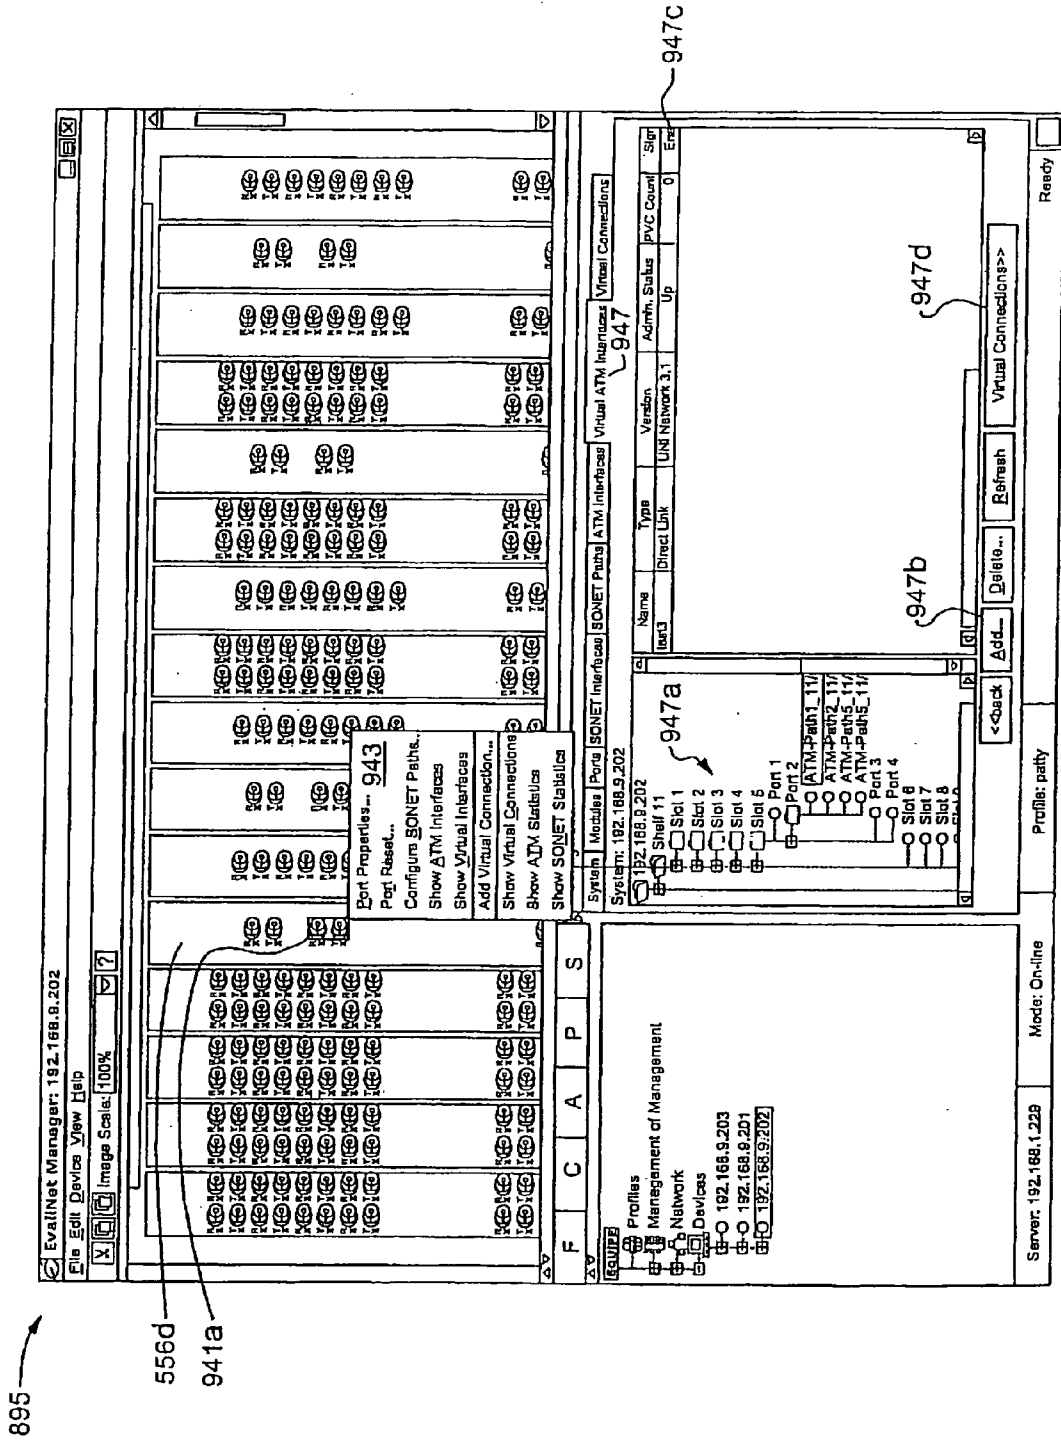 895
556d
941a
EvaliNet Manager: 192.168.9.202
File Edit Device View Help
Image Scale: 100%
?
Port Properties... 943
Port Reset...
Configure SONET Paths...
Show ATM Interfaces
Show Virtual Interfaces
Add Virtual Connection...
Show Virtual Connections
Show ATM Statistics
Show SONET Statistics
F C A P S
EQUIPE
Profiles
Management of Management
Network
Devices
192.168.9.203
192.168.9.201
192.168.9.202
System Modules Ports SONET Interfaces SONET Paths ATM Interfaces Virtual ATM Interfaces Virtual Connections
947
System: 192.168.9.202
192.168.9.202
Shelf 11
Slot 1
Slot 2
Slot 3
Slot 4
Slot 5
Port 1
Port 2
ATM-Path1_11/
ATM-Path2_11/
ATM-Path5_11/
ATM-Path5_11/
Port 3
Port 4
Slot 6
Slot 7
Slot 8
947a
Name Type Version Admin. Status PVC Count Sigr
Direct Link UNI Network 3.1 Up 0 Ena
947c
947b
947d
<<back Add... Delete... Refresh Virtual Connections>>
Server: 192.168.1.229 Mode: On-line Profile: patty Ready